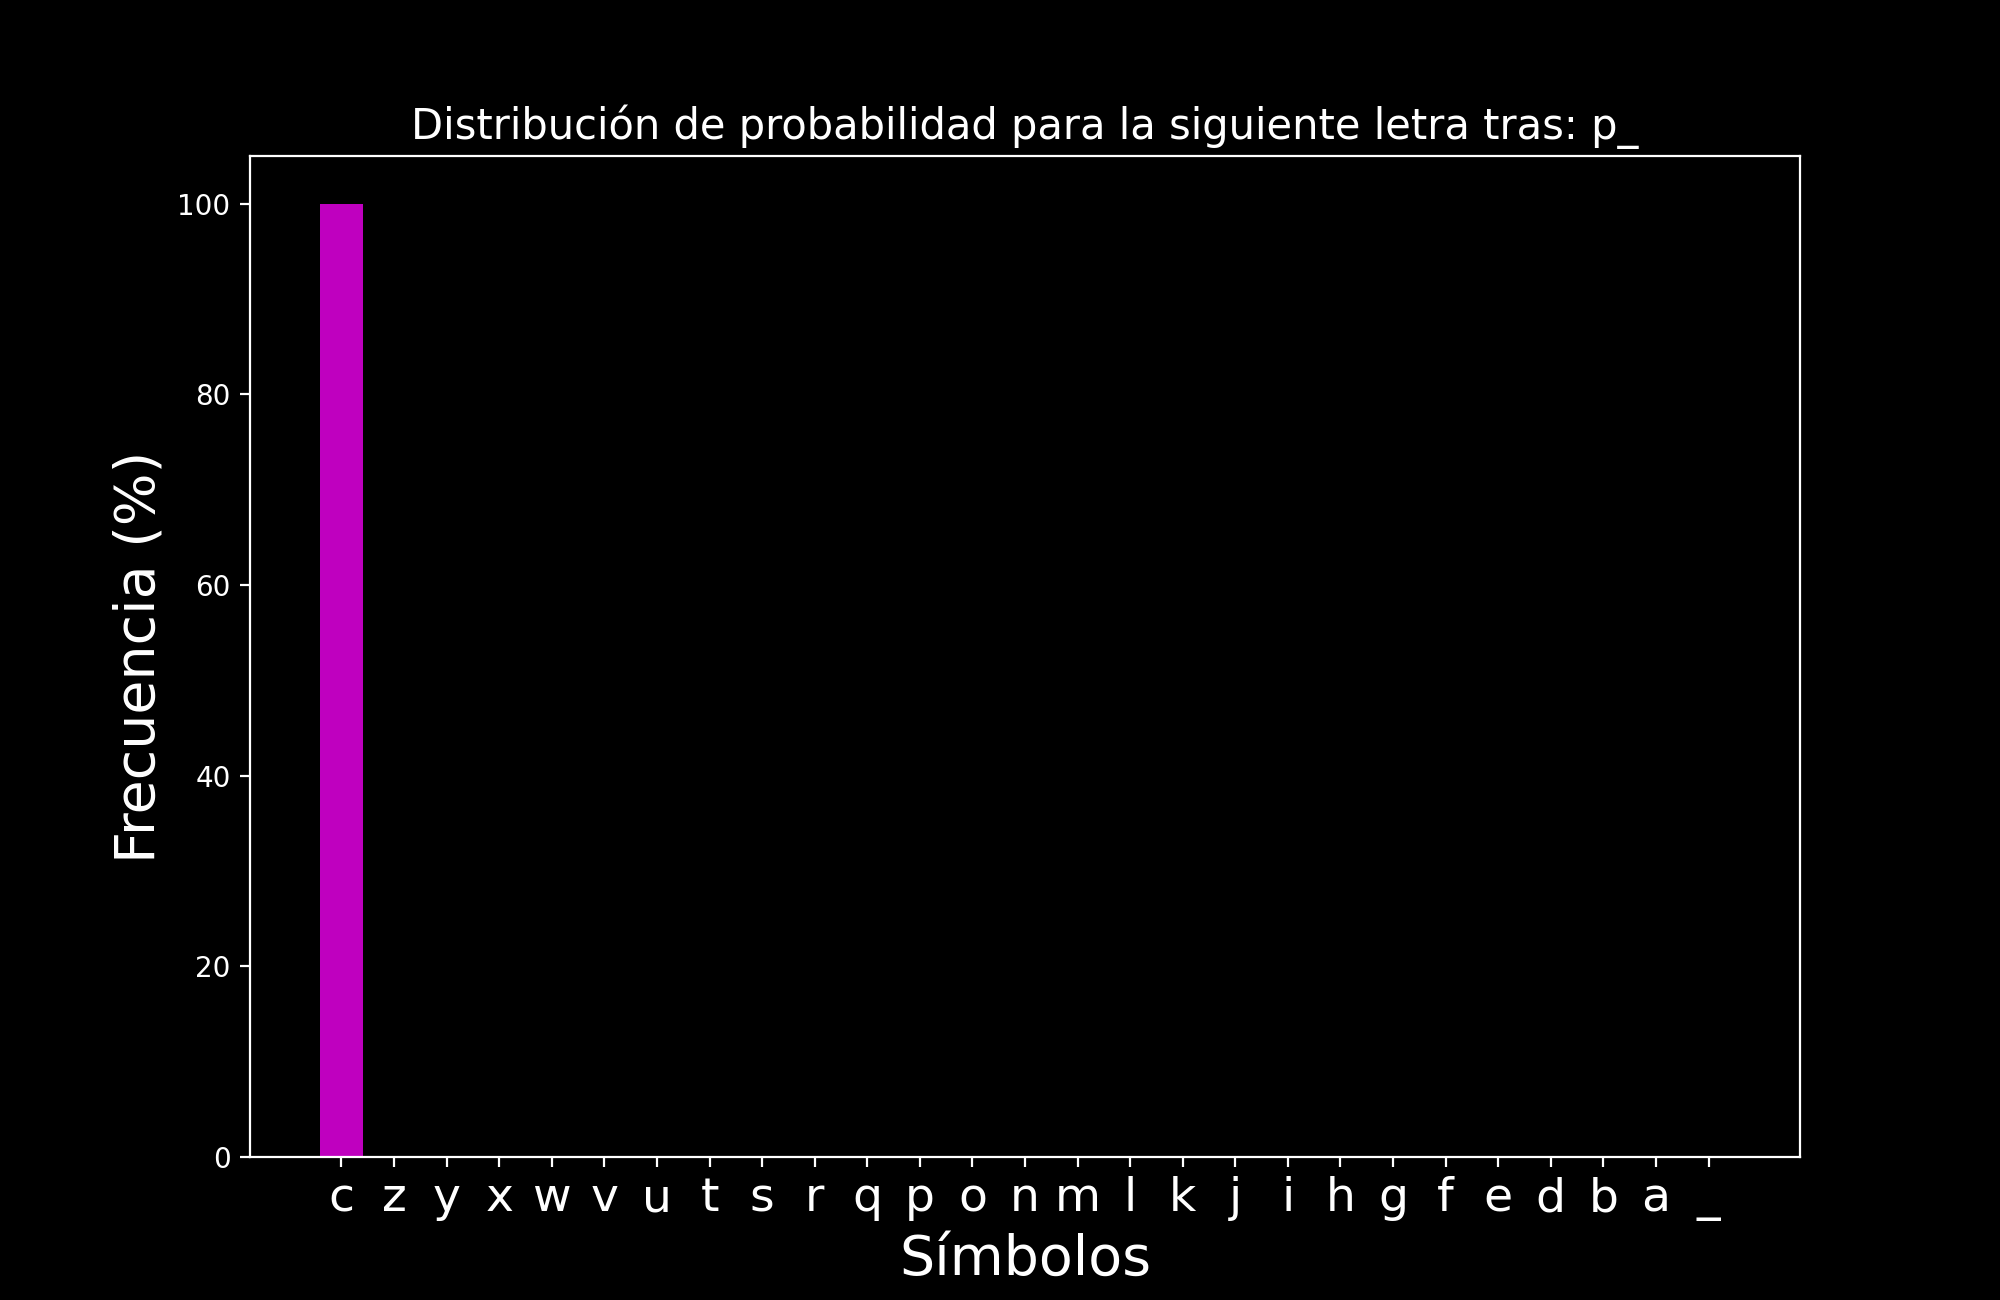 Distribución de probabilidad para la siguiente letra tras: p_
100
80
60
40
20
0
Frecuencia (%)
c z y x w v u t s r q p o n m l k j i h g f e d b a _
Símbolos